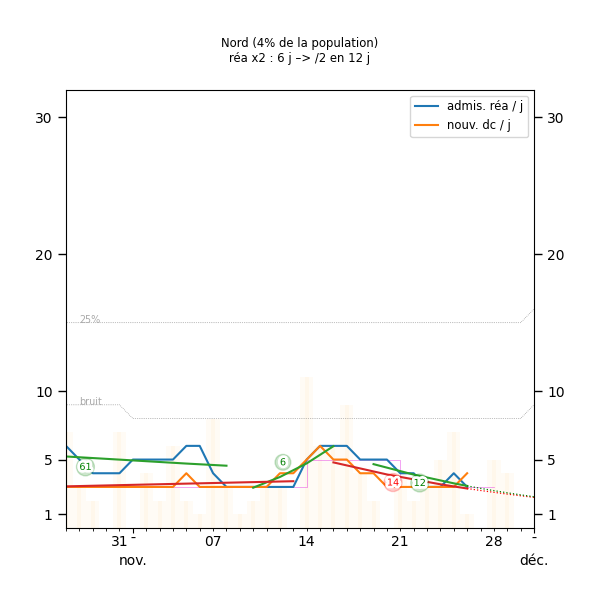 Nord (4% de la population)
réa x2 : 6 j –> /2 en 12 j
admis. réa / j
nouv. dc / j
30 30
20 20
25%
10 bruit 10
5 61 6 14 12 5
1 1
31 - 07 14 21 28 -
nov. déc.